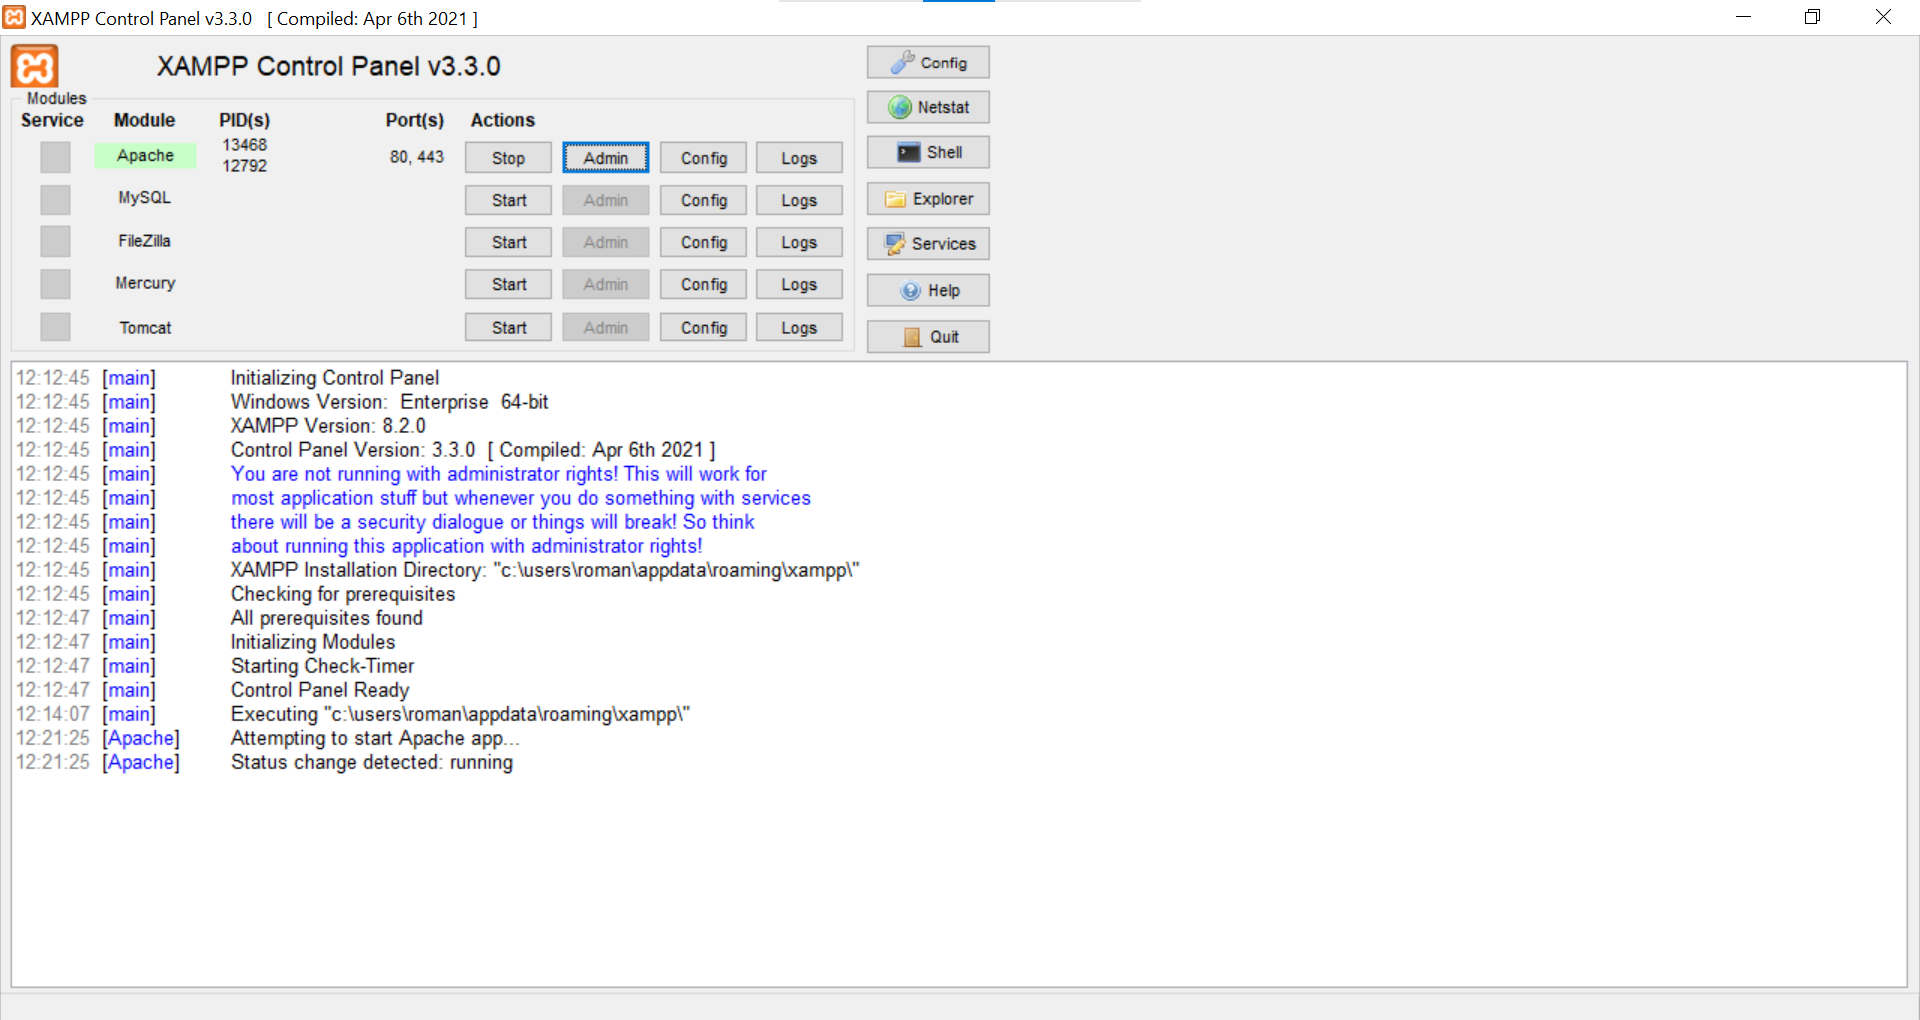 XAMPP Control Panel v3.3.0   [ Compiled: Apr 6th 2021 ]
XAMPP Control Panel v3.3.0
Modules
Service Module PID(s) Port(s) Actions
Apache 13468 12792 80, 443 Stop Admin Config Logs
MySQL Start Admin Config Logs
FileZilla Start Admin Config Logs
Mercury Start Admin Config Logs
Tomcat Start Admin Config Logs
Config
Netstat
Shell
Explorer
Services
Help
Quit
12:12:45 [main] Initializing Control Panel
12:12:45 [main] Windows Version:  Enterprise  64-bit
12:12:45 [main] XAMPP Version: 8.2.0
12:12:45 [main] Control Panel Version: 3.3.0  [ Compiled: Apr 6th 2021 ]
12:12:45 [main] You are not running with administrator rights! This will work for
12:12:45 [main] most application stuff but whenever you do something with services
12:12:45 [main] there will be a security dialogue or things will break! So think
12:12:45 [main] about running this application with administrator rights!
12:12:45 [main] XAMPP Installation Directory: "c:\users\roman\appdata\roaming\xampp\"
12:12:45 [main] Checking for prerequisites
12:12:47 [main] All prerequisites found
12:12:47 [main] Initializing Modules
12:12:47 [main] Starting Check-Timer
12:12:47 [main] Control Panel Ready
12:14:07 [main] Executing "c:\users\roman\appdata\roaming\xampp\"
12:21:25 [Apache] Attempting to start Apache app...
12:21:25 [Apache] Status change detected: running